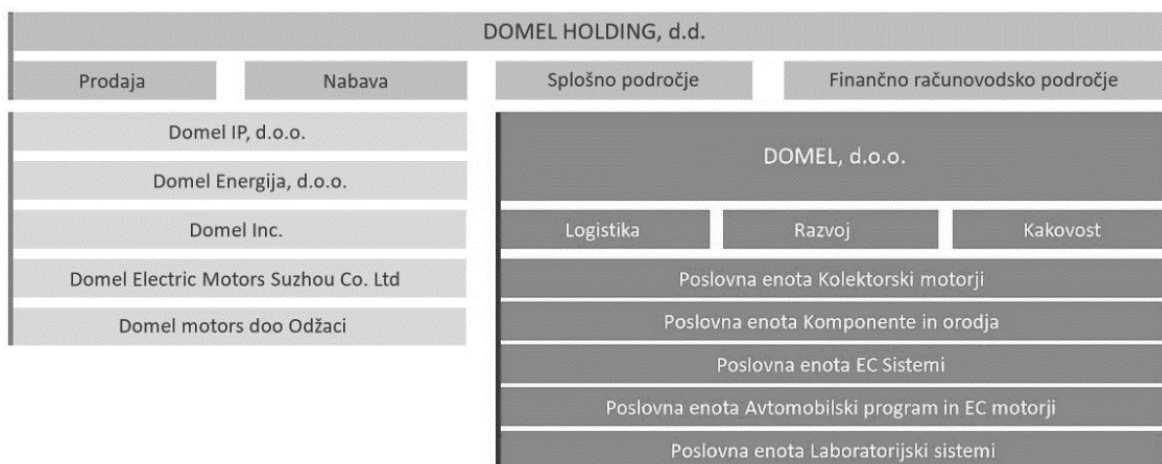 DOMEL HOLDING, d.d.
Prodaja
Nabava
Splošno področje
Finančno računovodsko področje
Domel IP, d.o.o.
Domel Energija, d.o.o.
Domel Inc.
Domel Electric Motors Suzhou Co. Ltd
Domel motors doo Odžaci
DOMEL, d.o.o.
Logistika
Razvoj
Kakovost
Poslovna enota Kolektorski motorji
Poslovna enota Komponente in orodja
Poslovna enota EC Sistemi
Poslovna enota Avtomobilski program in EC motorji
Poslovna enota Laboratorijski sistemi